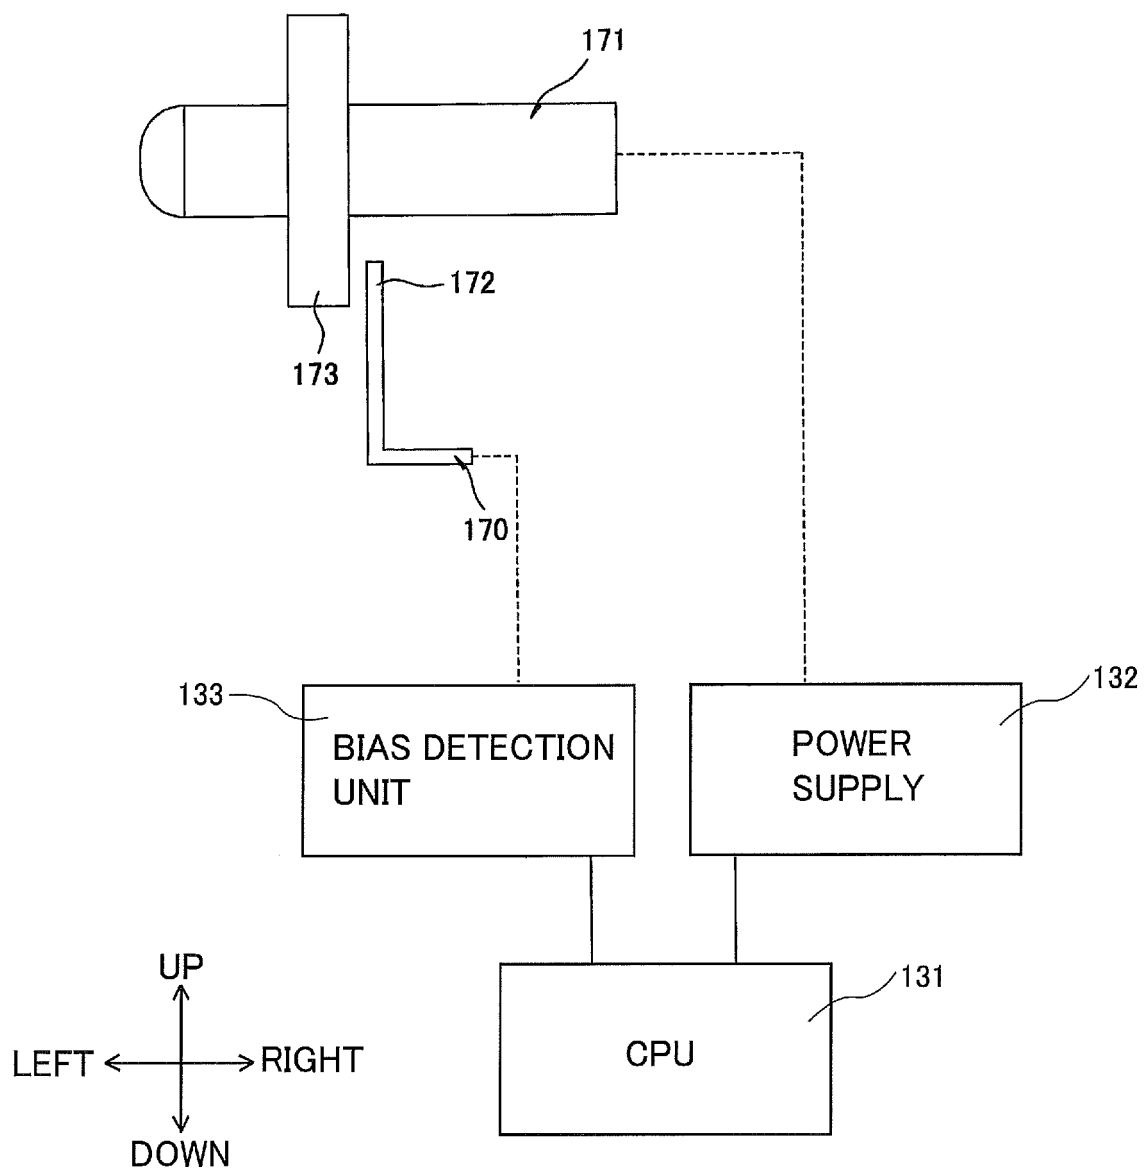 171
172
173
170
133
132
BIAS DETECTION
UNIT
POWER
SUPPLY
131
CPU
UP
LEFT
RIGHT
DOWN